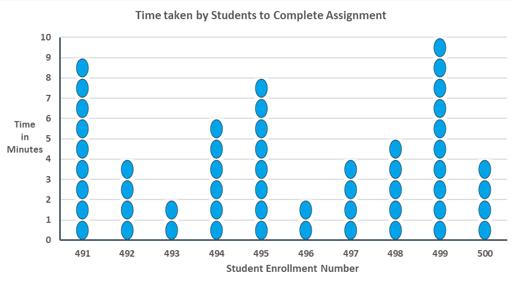 Time taken by Students to Complete Assignment
10
9
8
7
6
5
4
3
2
1
0
Time
in
Minutes
491 492 493 494 495 496 497 498 499 500
Student Enrollment Number